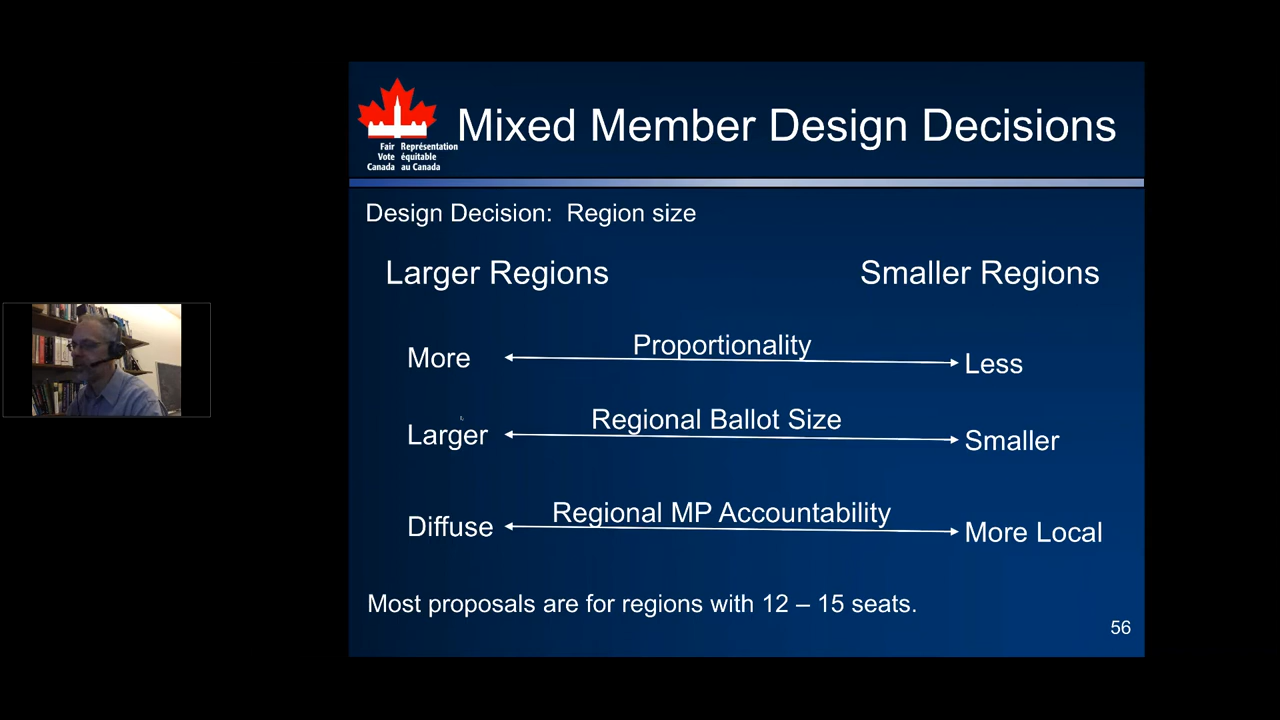 Mixed Member Design Decisions
Fair Représentation
Vote équitable
Canada au Canada
Design Decision: Region size
Larger Regions Smaller Regions
More Proportionality Less
Larger Regional Ballot Size Smaller
Diffuse Regional MP Accountability More Local
Most proposals are for regions with 12 – 15 seats.
56